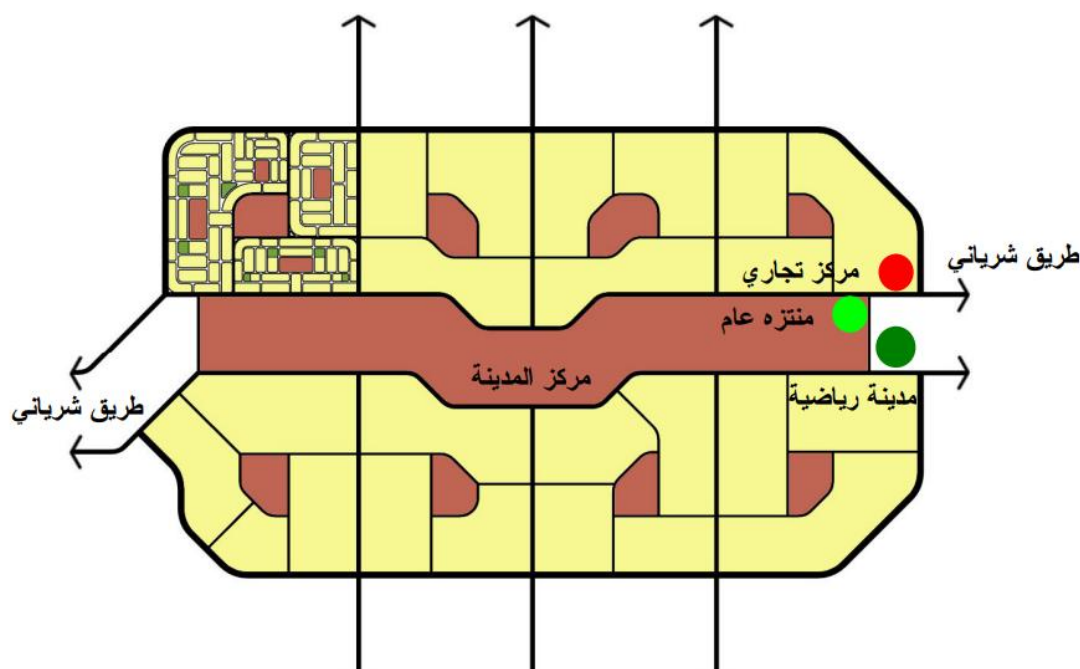 طريق شرياني
مركز تجاري
منتزه عام
مركز المدينة
مدينة رياضية
طريق شرياني